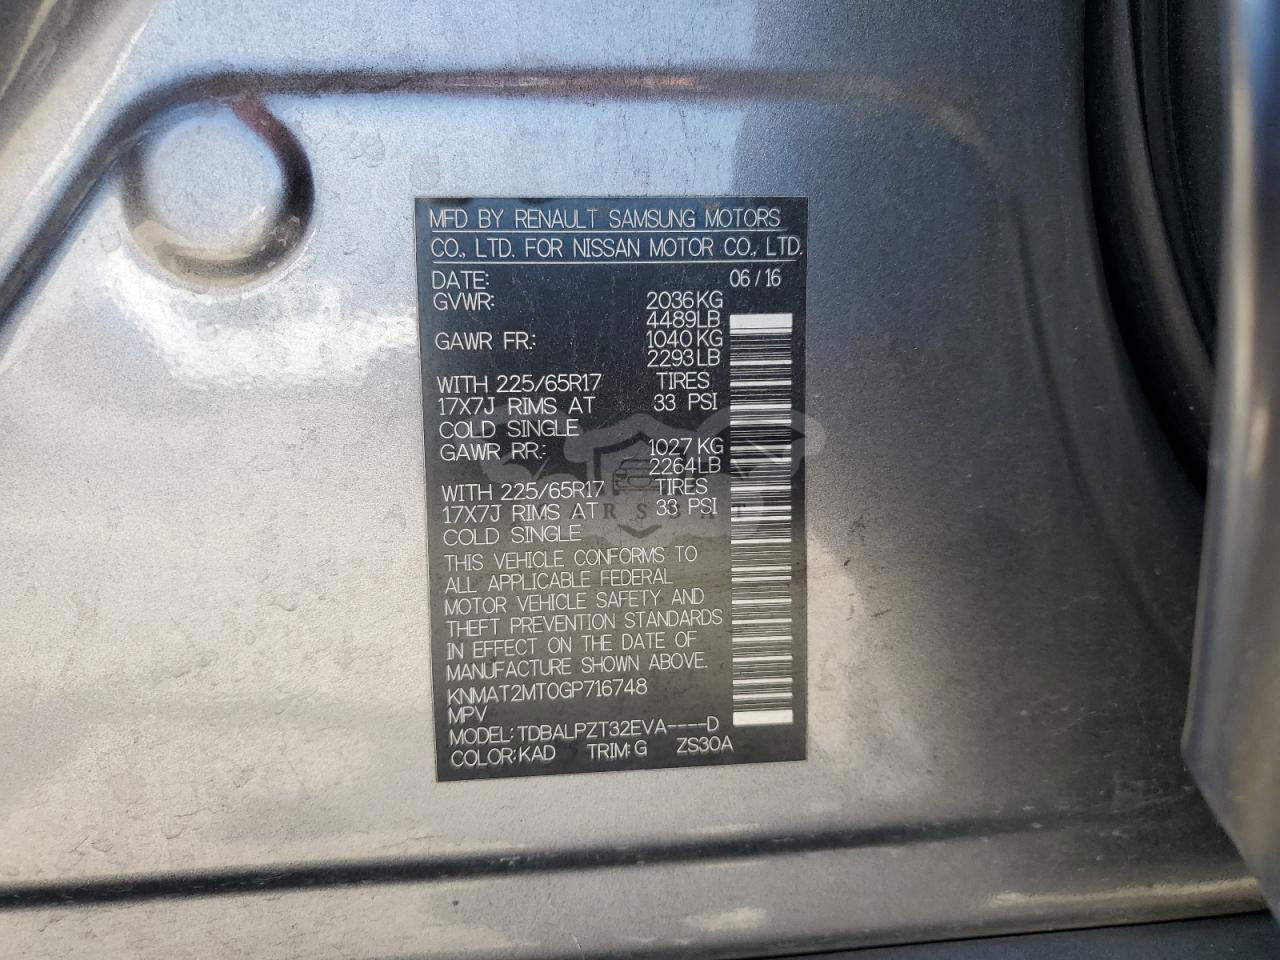 MFD BY RENAULT SAMSUNG MOTORS
CO., LTD. FOR NISSAN MOTOR CO., LTD.
DATE: 06/16
GVWR: 2036KG
4489LB
GAWR FR: 1040KG
2293LB
WITH 225/65R17 TIRES
17X7J RIMS AT 33 PSI
COLD SINGLE
GAWR RR: 1027KG
2264LB
WITH 225/65R17 TIRES
17X7J RIMS AT 33 PSI
COLD SINGLE
THIS VEHICLE CONFORMS TO
ALL APPLICABLE FEDERAL
MOTOR VEHICLE SAFETY AND
THEFT PREVENTION STANDARDS
IN EFFECT ON THE DATE OF
MANUFACTURE SHOWN ABOVE.
KNMAT2MT0GP716748
MPV
MODEL: TDBALPZT32EVA----D
COLOR: KAD TRIM: G ZS30A